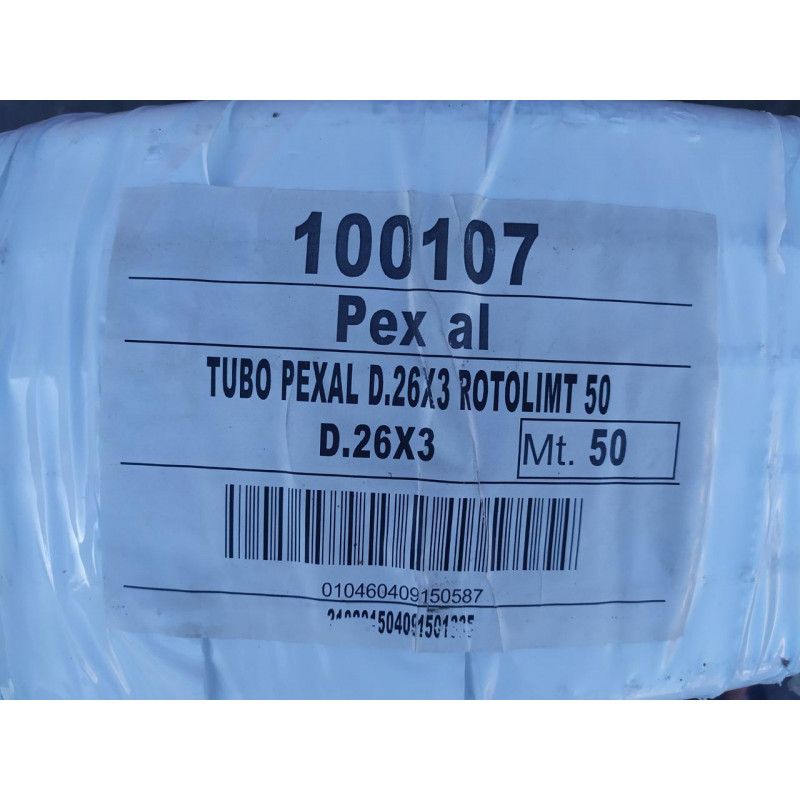 100107
Pex al
TUBO PEXAL D.26X3 ROTOLIMT 50
D.26X3 Mt. 50
010460409150587